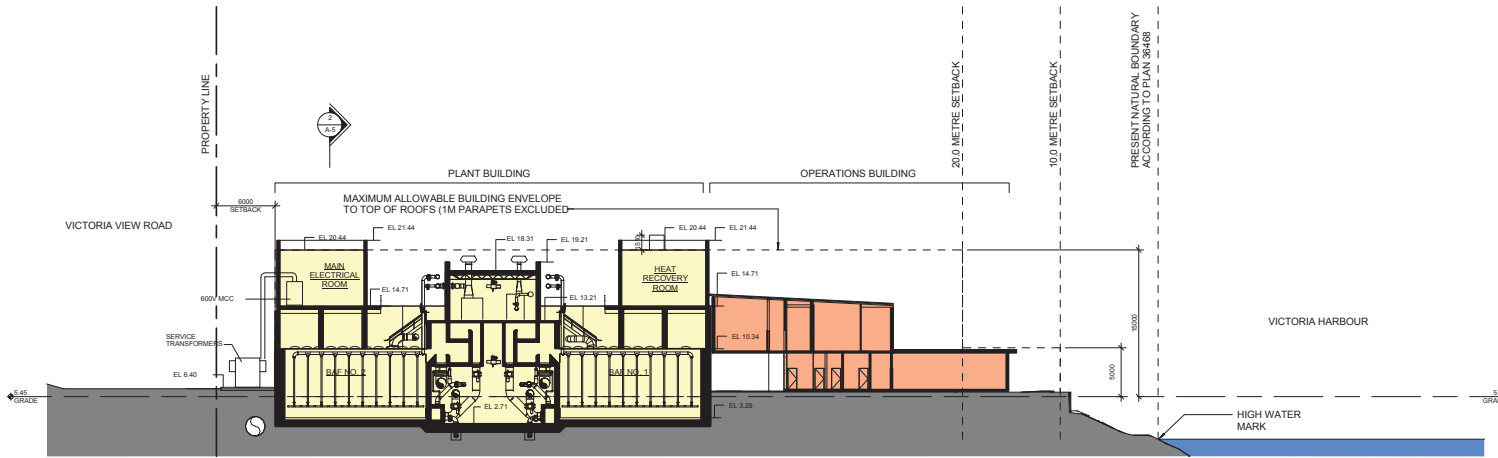 PROPERTY LINE
2
A-5
20.0 METRE SETBACK
10.0 METRE SETBACK
PRESENT NATURAL BOUNDARY
ACCORDING TO PLAN 36468
PLANT BUILDING
OPERATIONS BUILDING
6000
SETBACK
MAXIMUM ALLOWABLE BUILDING ENVELOPE
TO TOP OF ROOFS (1M PARAPETS EXCLUDED
VICTORIA VIEW ROAD
EL 21.44
EL 20.44
EL 18.31
EL 19.21
1510
EL 20.44
EL 21.44
MAIN
ELECTRICAL
ROOM
HEAT
RECOVERY
ROOM
EL 14.71
600V MCC
EL 14.71
EL 13.21
15000
VICTORIA HARBOUR
SERVICE
TRANSFORMERS
EL 10.34
5000
EL 6.40
BAF NO. 2
BAF NO. 1
5.45
GRADE
EL 2.71
EL 3.29
5.
GRA
HIGH WATER
MARK